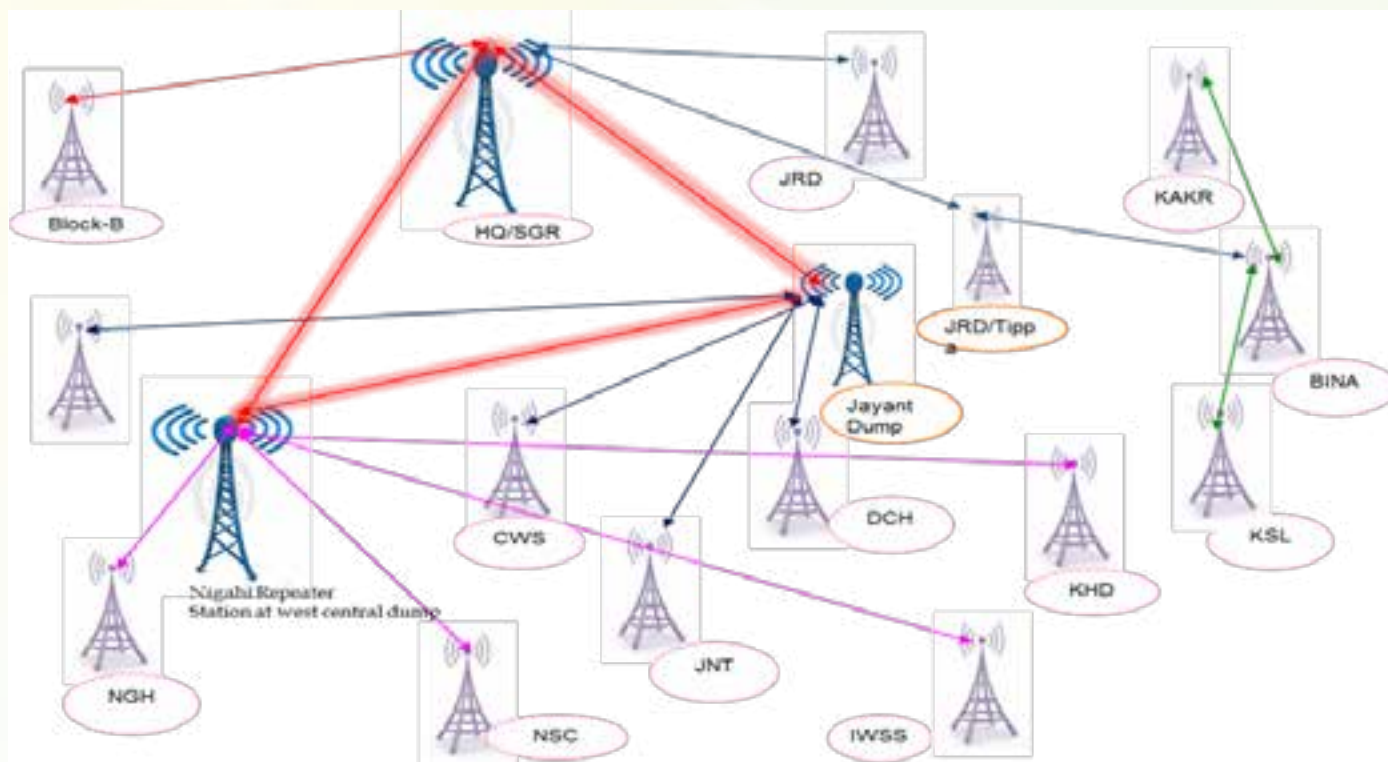 Block-B
HQ/SGR
JRD
KAKR
JRD/Tipp
a
BINA
Jayant
Dump
CWS
DCH
KSL
KHD
Nigahi Repeater
Station at west central dump
NGH
JNT
NSC
IWSS